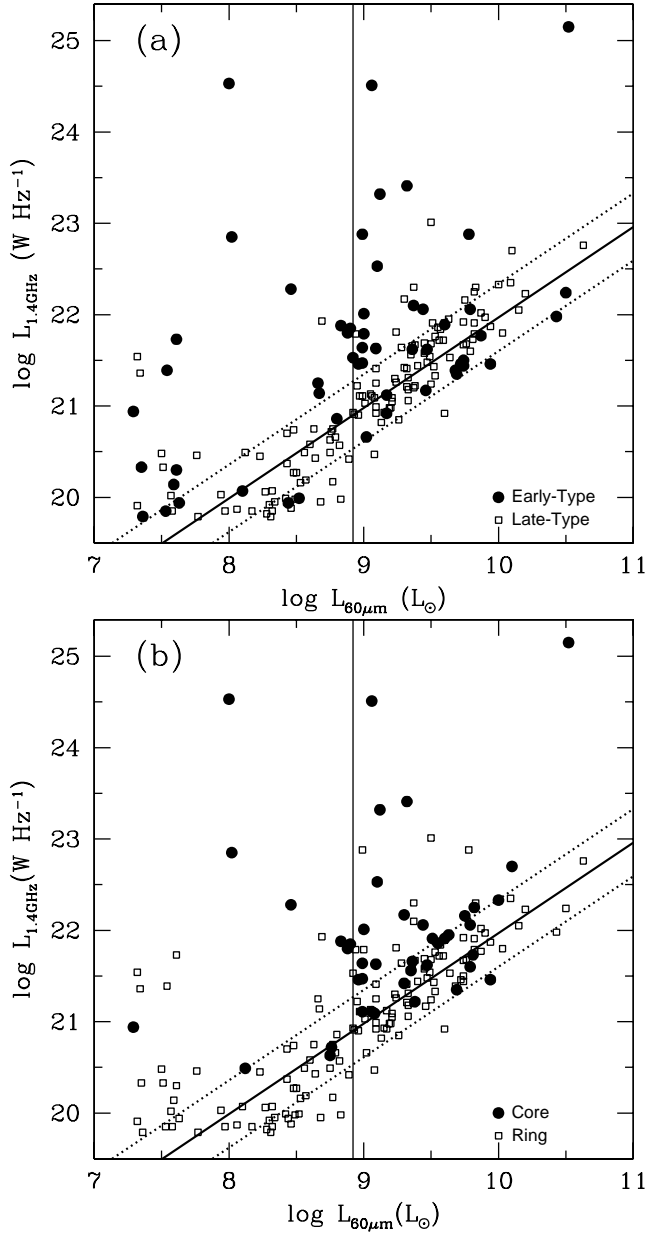 (a)
25
24
23
22
21
20
log L1.4GHz (W Hz−1)
Early-Type
Late-Type
7 8 9 10 11
log L60μm (L⊙)
(b)
25
24
23
22
21
20
log L1.4GHz(W Hz−1)
Core
Ring
7 8 9 10 11
log L60μm(L⊙)